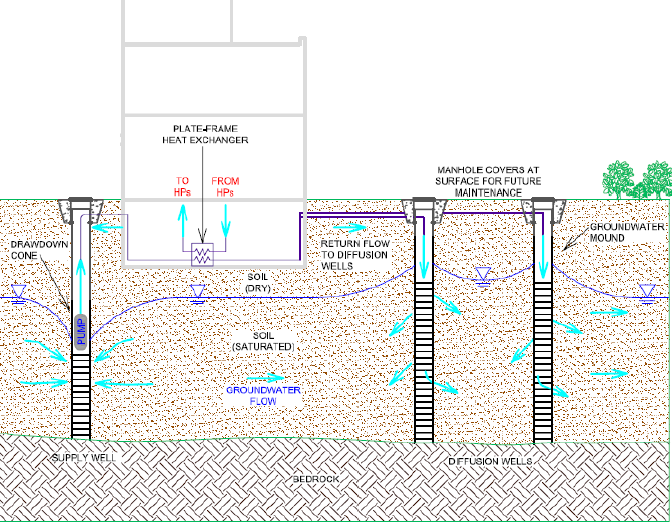 PLATE-FRAME
HEAT EXCHANGER
TO
HPs
FROM
HPs
MANHOLE COVERS AT
SURFACE FOR FUTURE
MAINTENANCE
GROUNDWATER
MOUND
DRAWDOWN
CONE
RETURN FLOW
TO DIFFUSION
WELLS
SOIL
(DRY)
PUMP
SOIL
(SATURATED)
GROUNDWATER
FLOW
SUPPLY WELL
DIFFUSION WELLS
BEDROCK